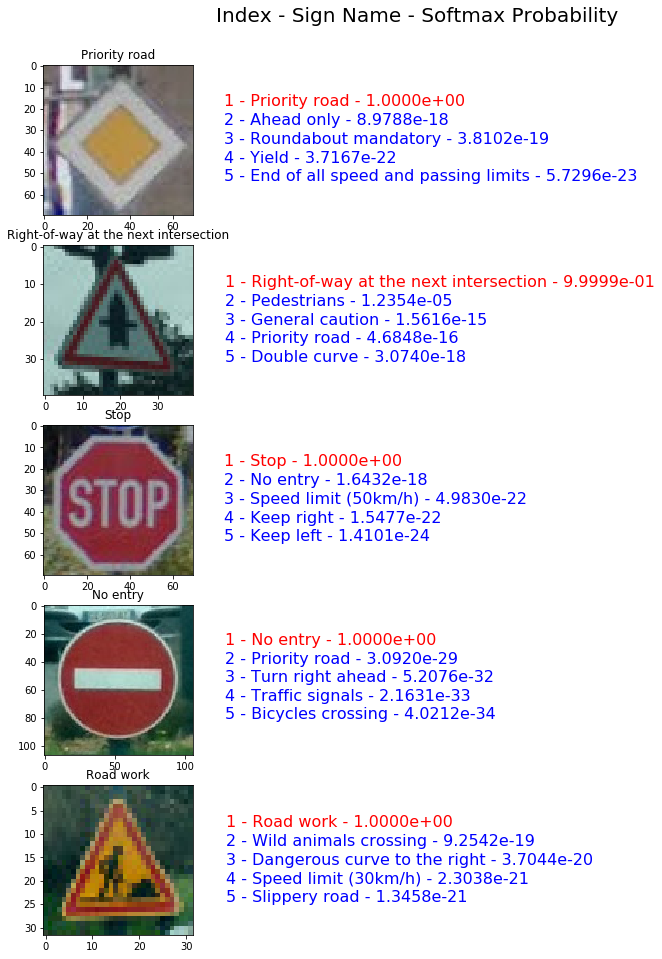 Index - Sign Name - Softmax Probability
Priority road
0
10
20
30
40
50
60
0 20 40 60
1 - Priority road - 1.0000e+00
2 - Ahead only - 8.9788e-18
3 - Roundabout mandatory - 3.8102e-19
4 - Yield - 3.7167e-22
5 - End of all speed and passing limits - 5.7296e-23
Right-of-way at the next intersection
0
10
20
30
0 10 20 30
1 - Right-of-way at the next intersection - 9.9999e-01
2 - Pedestrians - 1.2354e-05
3 - General caution - 1.5616e-15
4 - Priority road - 4.6848e-16
5 - Double curve - 3.0740e-18
Stop
0
10
20
30
40
50
60
STOP
0 20 40 60
1 - Stop - 1.0000e+00
2 - No entry - 1.6432e-18
3 - Speed limit (50km/h) - 4.9830e-22
4 - Keep right - 1.5477e-22
5 - Keep left - 1.4101e-24
No entry
0
20
40
60
80
100
0 50 100
1 - No entry - 1.0000e+00
2 - Priority road - 3.0920e-29
3 - Turn right ahead - 5.2076e-32
4 - Traffic signals - 2.1631e-33
5 - Bicycles crossing - 4.0212e-34
Road work
0
5
10
15
20
25
30
0 10 20 30
1 - Road work - 1.0000e+00
2 - Wild animals crossing - 9.2542e-19
3 - Dangerous curve to the right - 3.7044e-20
4 - Speed limit (30km/h) - 2.3038e-21
5 - Slippery road - 1.3458e-21